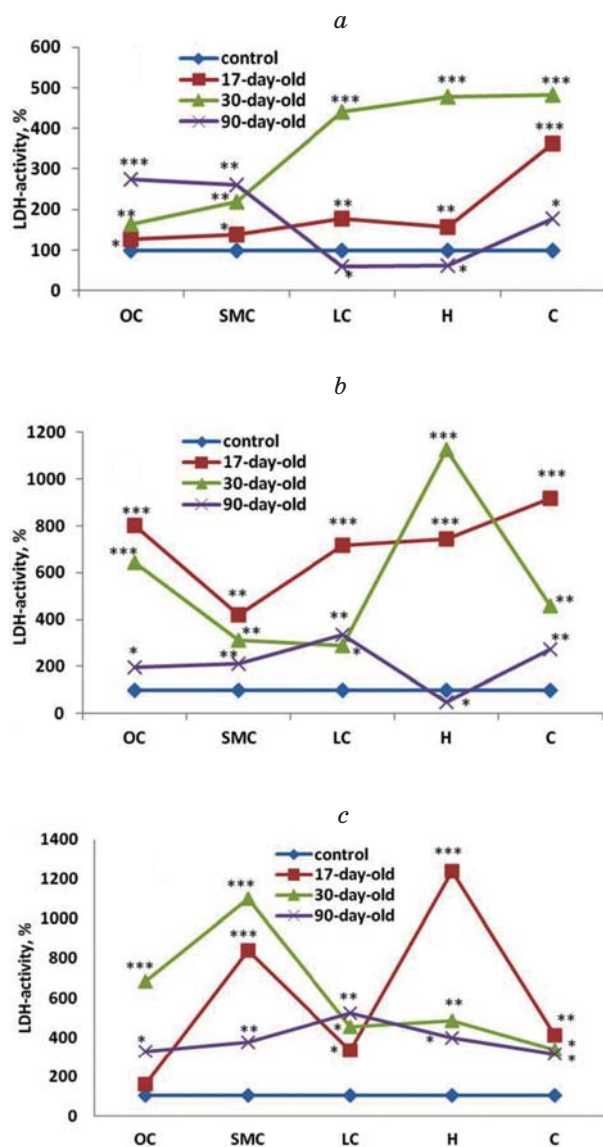 a
600
500
400
300
200
100
0
LDH-activity, %
control
17-day-old
30-day-old
90-day-old
*** ** * ** ** * *** ** * *** ** * *** *** *
OC SMC LC H C
b
1200
1000
800
600
400
200
0
LDH-activity, %
control
17-day-old
30-day-old
90-day-old
*** *** * ** ** ** *** ** * *** *** * *** ** **
OC SMC LC H C
c
1400
1200
1000
800
600
400
200
0
LDH-activity, %
control
17-day-old
30-day-old
90-day-old
*** * *** *** ** ** * * *** ** * ** * *
OC SMC LC H C